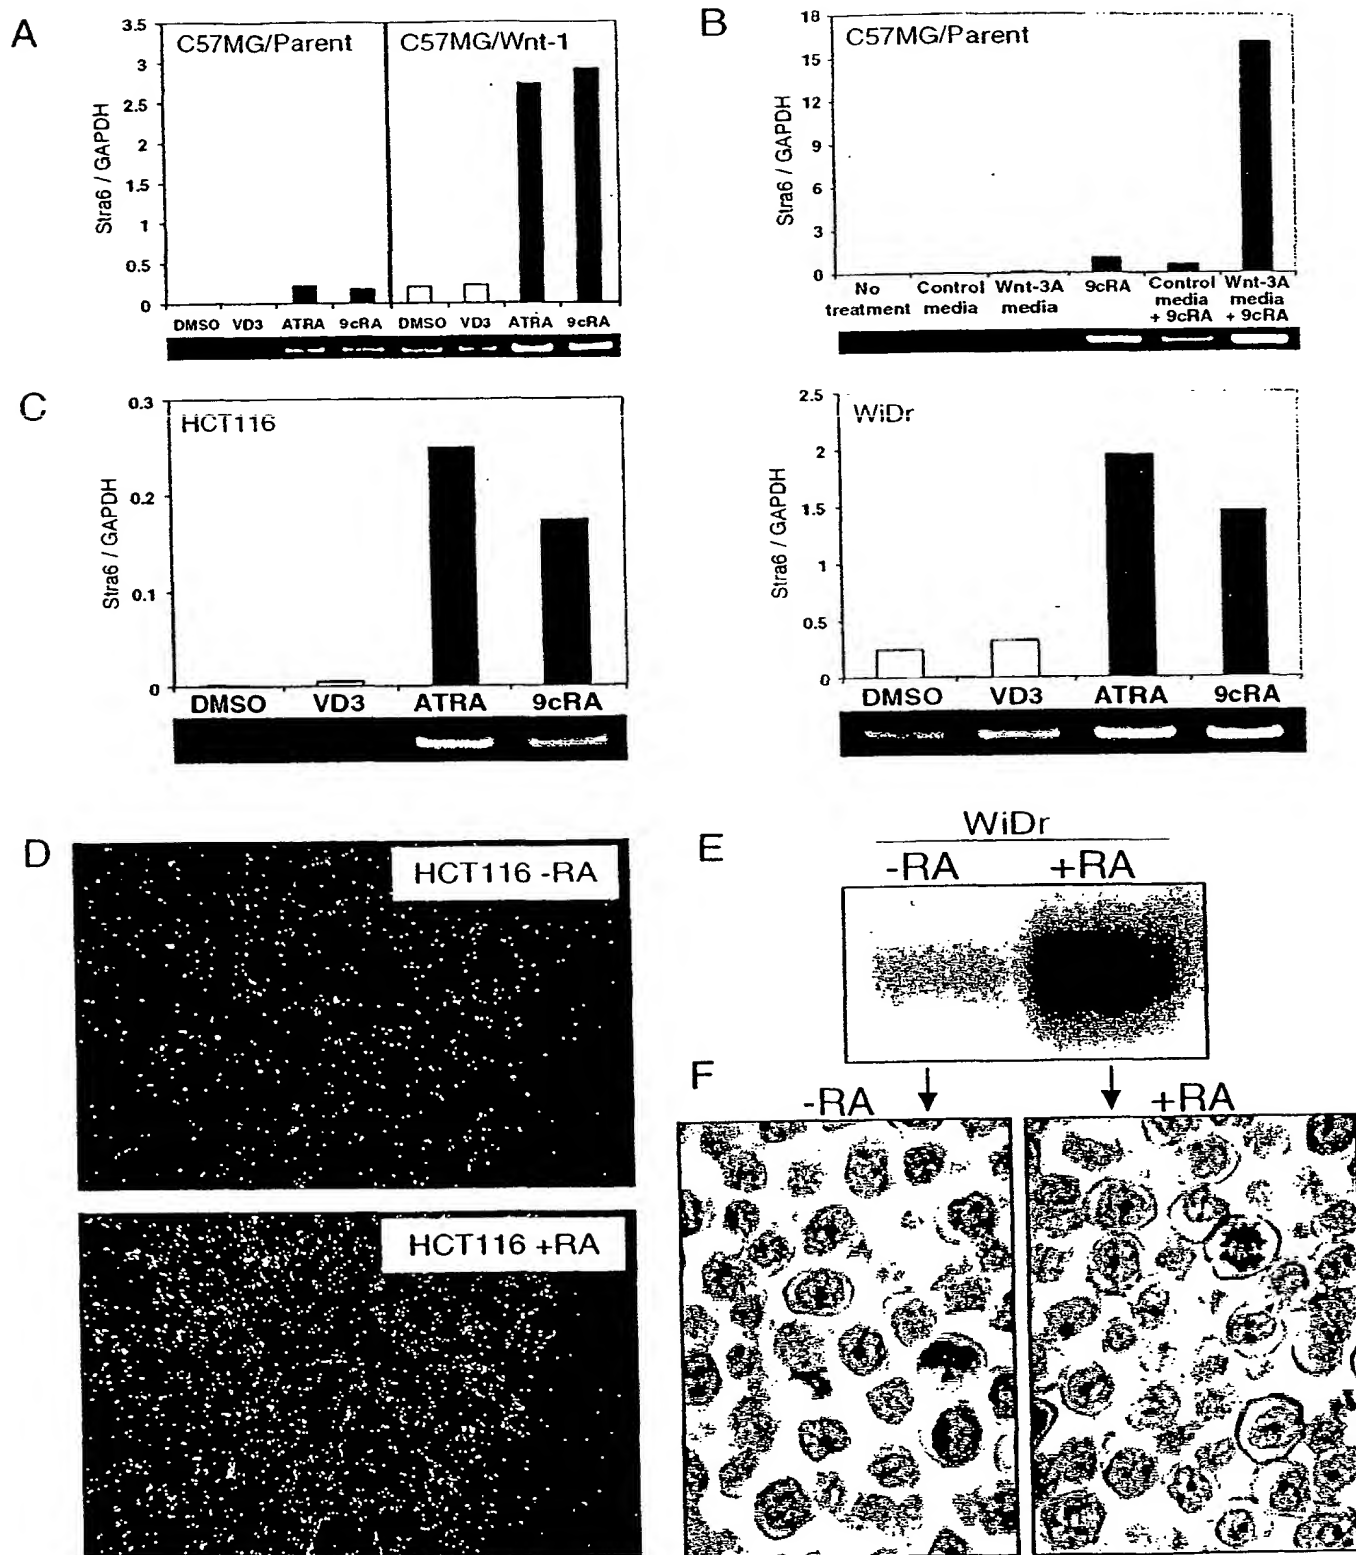 A
3.5
3
2.5
2
1.5
1
0.5
0
Stra6 / GAPDH
C57MG/Parent
C57MG/Wnt-1
DMSO VD3 ATRA 9cRA DMSO VD3 ATRA 9cRA
B
18
15
12
9
6
3
0
Stra6 / GAPDH
C57MG/Parent
No treatment
Control media
Wnt-3A media
9cRA
Control media + 9cRA
Wnt-3A media + 9cRA
C
0.3
0.2
0.1
0
Stra6 / GAPDH
HCT116
DMSO VD3 ATRA 9cRA
2.5
2
1.5
1
0.5
0
Stra6 / GAPDH
WiDr
DMSO VD3 ATRA 9cRA
D
HCT116 -RA
HCT116 +RA
E
WiDr
-RA +RA
F
-RA +RA